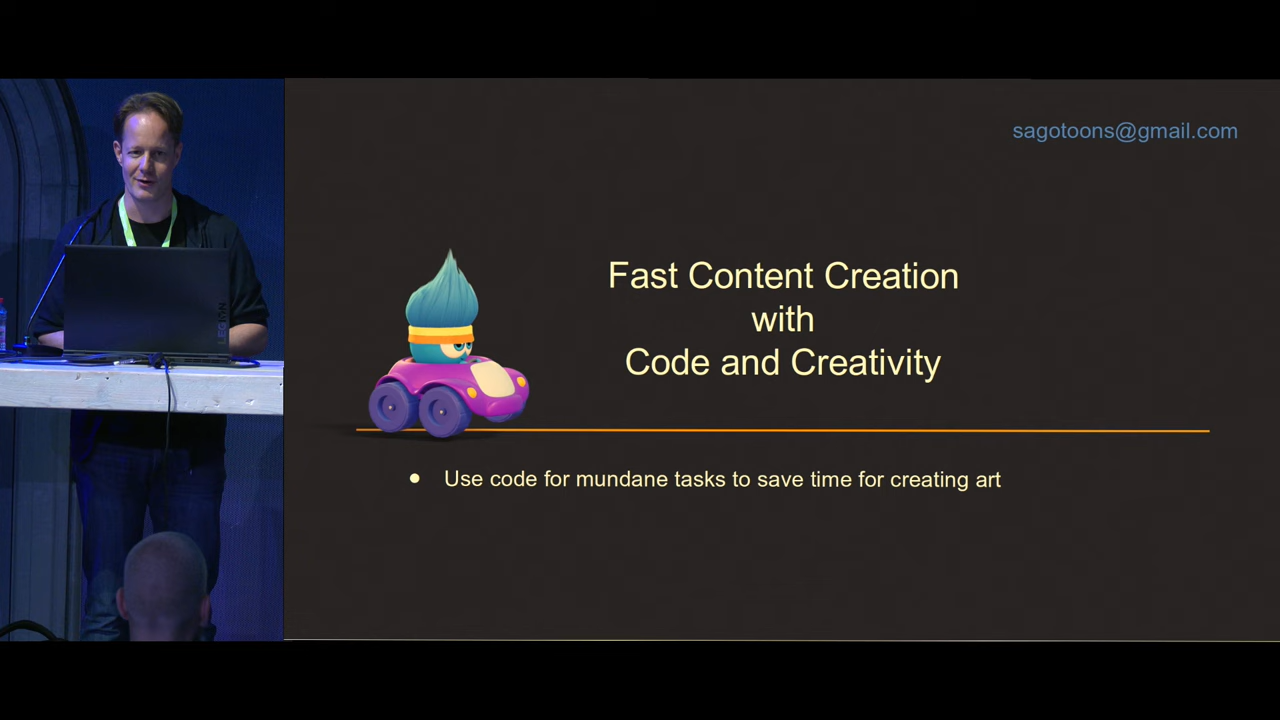 sagotoons@gmail.com
Fast Content Creation
with
Code and Creativity
● Use code for mundane tasks to save time for creating art
LEGION